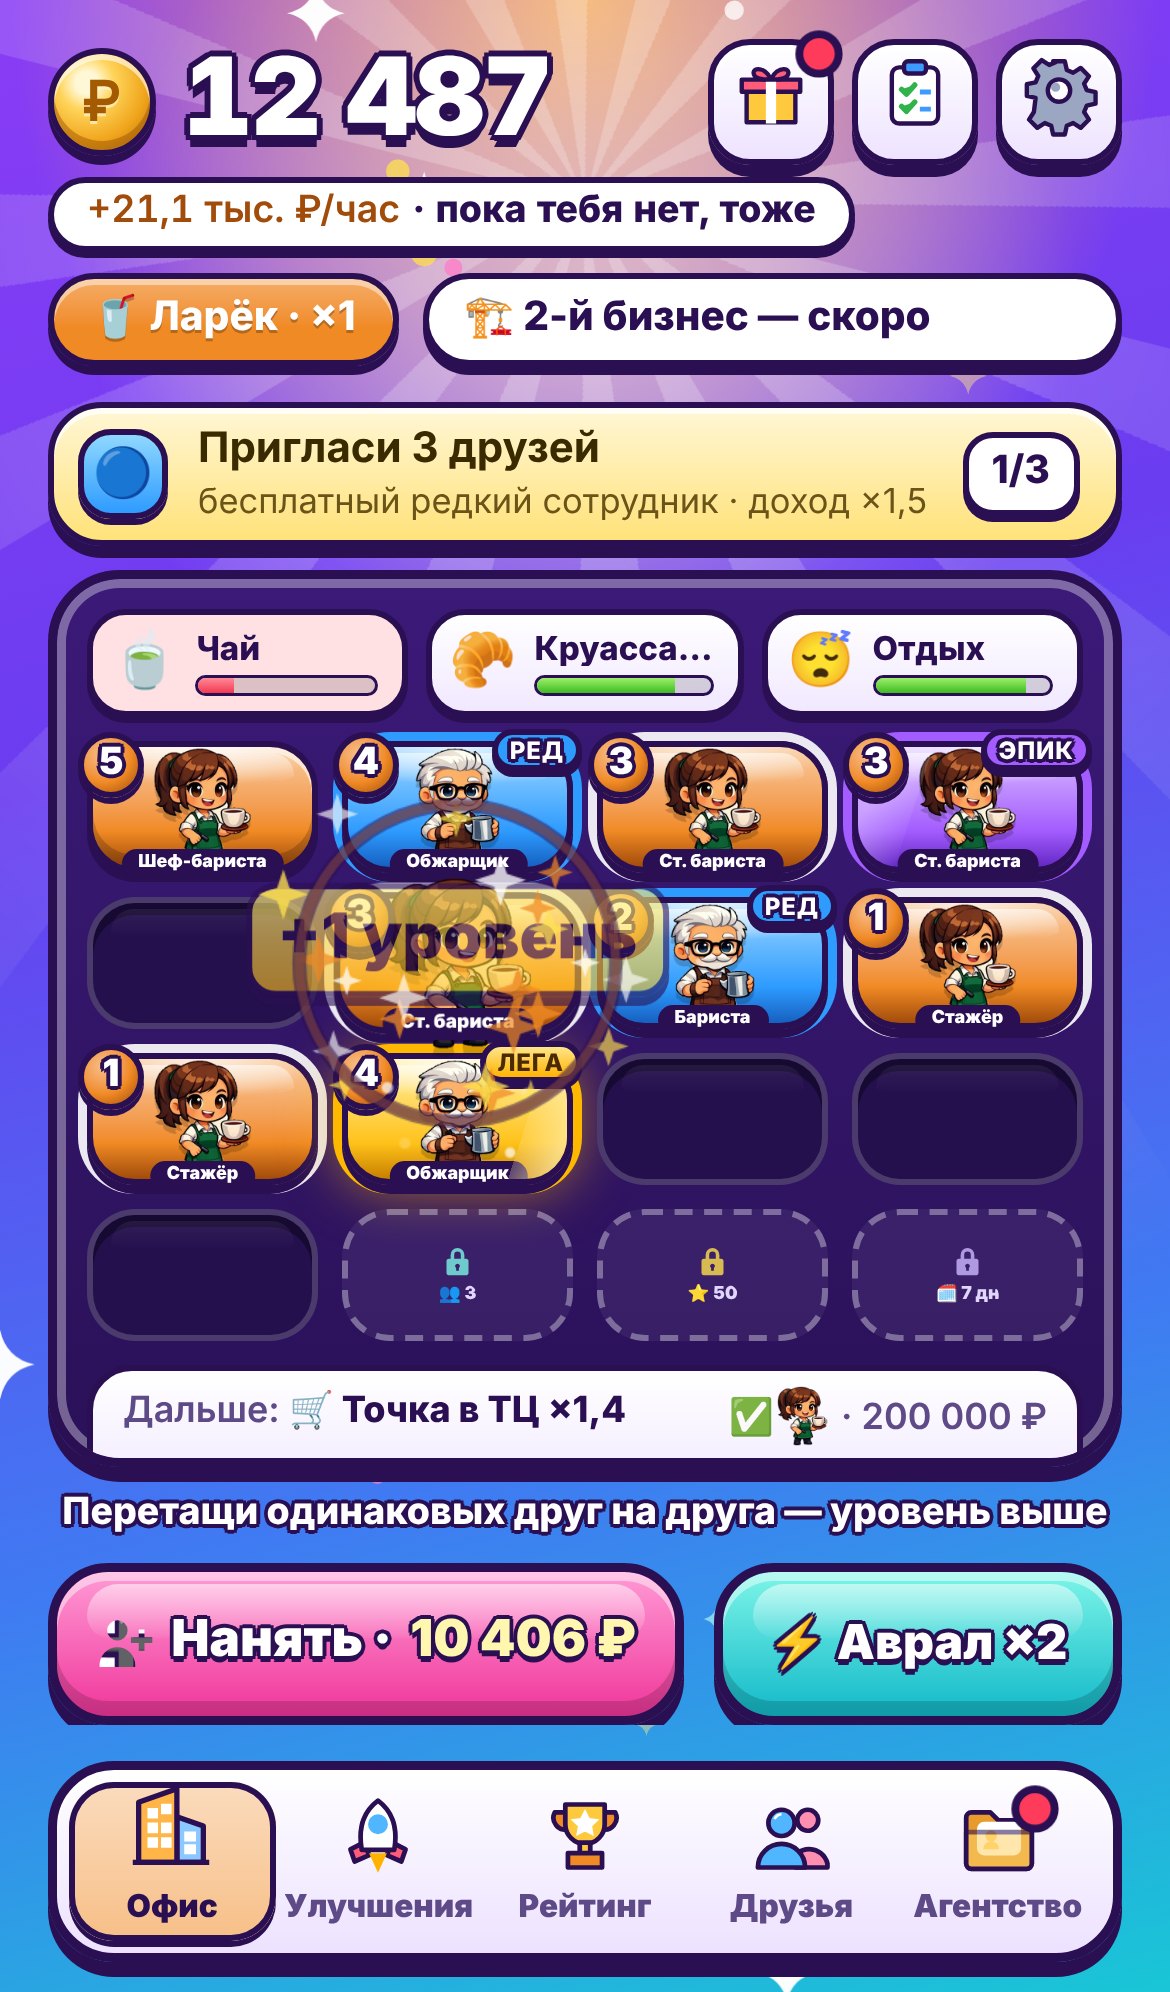 ₽ 12 487
+21,1 тыс. ₽/час · пока тебя нет, тоже
Ларёк · ×1
2-й бизнес — скоро
Пригласи 3 друзей
бесплатный редкий сотрудник · доход ×1,5
1/3
Чай
Круасса...
Отдых
5
Шеф-бариста
4
РЕД
Обжарщик
3
Ст. бариста
3
ЭПИК
Ст. бариста
3
+1 уровень
Ст. бариста
2
РЕД
Бариста
1
Стажёр
1
Стажёр
4
ЛЕГА
Обжарщик
3
50
7 дн
Дальше: Точка в ТЦ ×1,4
· 200 000 ₽
Перетащи одинаковых друг на друга — уровень выше
Нанять · 10 406 ₽
Аврал ×2
Офис
Улучшения
Рейтинг
Друзья
Агентство